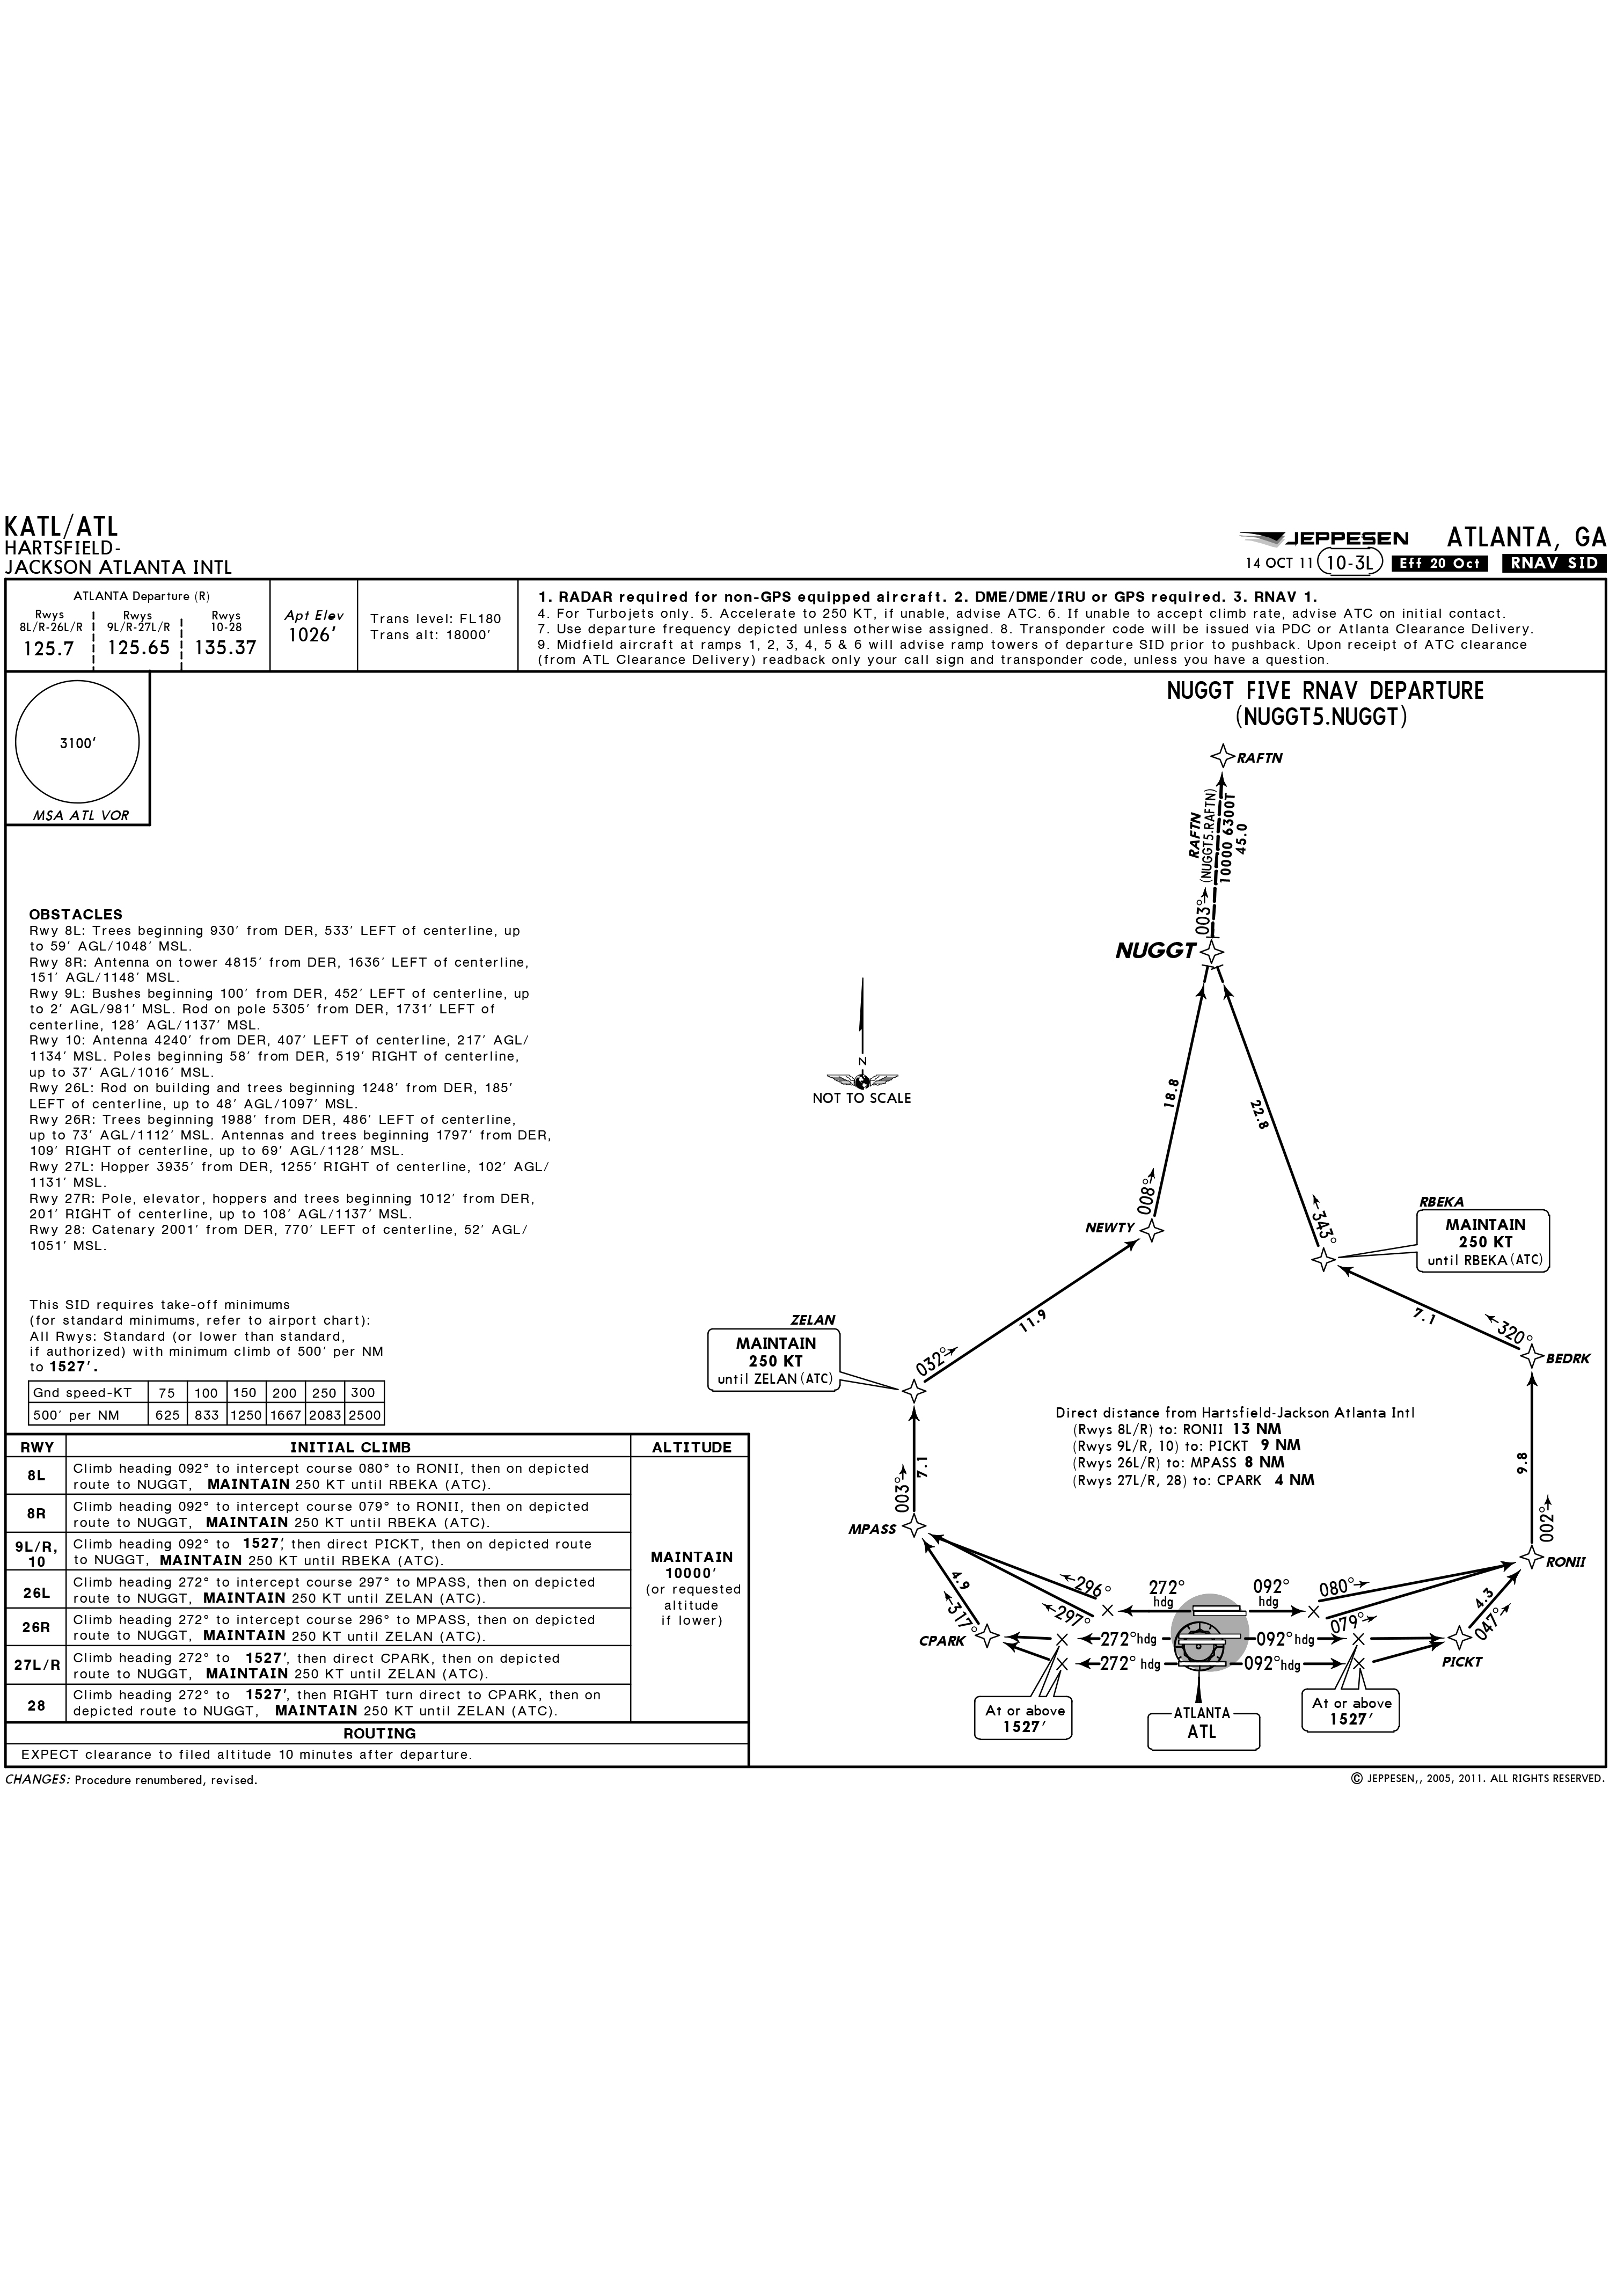 KATL/ATL
HARTSFIELD-
JACKSON ATLANTA INTL
JEPPESEN
ATLANTA, GA
14 OCT 11
10-3L
Eff 20 Oct
RNAV SID
ATLANTA Departure (R)
Rwys
8L/R-26L/R
125.7
Rwys
9L/R-27L/R
125.65
Rwys
10-28
135.37
Apt Elev
1026'
Trans level: FL180
Trans alt: 18000'
1. RADAR required for non-GPS equipped aircraft. 2. DME/DME/IRU or GPS required. 3. RNAV 1.
4. For Turbojets only. 5. Accelerate to 250 KT, if unable, advise ATC. 6. If unable to accept climb rate, advise ATC on initial contact.
7. Use departure frequency depicted unless otherwise assigned. 8. Transponder code will be issued via PDC or Atlanta Clearance Delivery.
9. Midfield aircraft at ramps 1, 2, 3, 4, 5 & 6 will advise ramp towers of departure SID prior to pushback. Upon receipt of ATC clearance
(from ATL Clearance Delivery) readback only your call sign and transponder code, unless you have a question.
3100'
MSA ATL VOR
NUGGT FIVE RNAV DEPARTURE
(NUGGT5.NUGGT)
RAFTN
RAFTN
(NUGGT5.RAFTN)
10000 6300T
45.0
003°
NUGGT
OBSTACLES
Rwy 8L: Trees beginning 930' from DER, 533' LEFT of centerline, up
to 59' AGL/1048' MSL.
Rwy 8R: Antenna on tower 4815' from DER, 1636' LEFT of centerline,
151' AGL/1148' MSL.
Rwy 9L: Bushes beginning 100' from DER, 452' LEFT of centerline, up
to 2' AGL/981' MSL. Rod on pole 5305' from DER, 1731' LEFT of
centerline, 128' AGL/1137' MSL.
Rwy 10: Antenna 4240' from DER, 407' LEFT of centerline, 217' AGL/
1134' MSL. Poles beginning 58' from DER, 519' RIGHT of centerline,
up to 37' AGL/1016' MSL.
Rwy 26L: Rod on building and trees beginning 1248' from DER, 185'
LEFT of centerline, up to 48' AGL/1097' MSL.
Rwy 26R: Trees beginning 1988' from DER, 486' LEFT of centerline,
up to 73' AGL/1112' MSL. Antennas and trees beginning 1797' from DER,
109' RIGHT of centerline, up to 69' AGL/1128' MSL.
Rwy 27L: Hopper 3935' from DER, 1255' RIGHT of centerline, 102' AGL/
1131' MSL.
Rwy 27R: Pole, elevator, hoppers and trees beginning 1012' from DER,
201' RIGHT of centerline, up to 108' AGL/1137' MSL.
Rwy 28: Catenary 2001' from DER, 770' LEFT of centerline, 52' AGL/
1051' MSL.
N
NOT TO SCALE
18.8
22.8
008°
343°
NEWTY
RBEKA
MAINTAIN
250 KT
until RBEKA (ATC)
ZELAN
MAINTAIN
250 KT
until ZELAN (ATC)
11.9
032°
7.1
320°
BEDRK
This SID requires take-off minimums
(for standard minimums, refer to airport chart):
All Rwys: Standard (or lower than standard,
if authorized) with minimum climb of 500' per NM
to 1527'.
Gnd speed-KT 75 100 150 200 250 300
500' per NM 625 833 1250 1667 2083 2500
Direct distance from Hartsfield-Jackson Atlanta Intl
(Rwys 8L/R) to: RONII 13 NM
(Rwys 9L/R, 10) to: PICKT 9 NM
(Rwys 26L/R) to: MPASS 8 NM
(Rwys 27L/R, 28) to: CPARK 4 NM
7.1
003°
9.8
002°
MPASS
RONII
4.9
317°
296°
297°
272°
hdg
092°
hdg
080°
079°
4.3
047°
CPARK
272° hdg
092° hdg
PICKT
272° hdg
092° hdg
At or above
1527'
ATLANTA
ATL
At or above
1527'
RWY INITIAL CLIMB ALTITUDE
8L Climb heading 092° to intercept course 080° to RONII, then on depicted
route to NUGGT, MAINTAIN 250 KT until RBEKA (ATC).
8R Climb heading 092° to intercept course 079° to RONII, then on depicted
route to NUGGT, MAINTAIN 250 KT until RBEKA (ATC).
9L/R, 10 Climb heading 092° to 1527', then direct PICKT, then on depicted route
to NUGGT, MAINTAIN 250 KT until RBEKA (ATC).
26L Climb heading 272° to intercept course 297° to MPASS, then on depicted
route to NUGGT, MAINTAIN 250 KT until ZELAN (ATC).
26R Climb heading 272° to intercept course 296° to MPASS, then on depicted
route to NUGGT, MAINTAIN 250 KT until ZELAN (ATC).
27L/R Climb heading 272° to 1527', then direct CPARK, then on depicted
route to NUGGT, MAINTAIN 250 KT until ZELAN (ATC).
28 Climb heading 272° to 1527', then RIGHT turn direct to CPARK, then on
depicted route to NUGGT, MAINTAIN 250 KT until ZELAN (ATC).
MAINTAIN
10000'
(or requested
altitude
if lower)
ROUTING
EXPECT clearance to filed altitude 10 minutes after departure.
CHANGES: Procedure renumbered, revised.
© JEPPESEN,, 2005, 2011. ALL RIGHTS RESERVED.